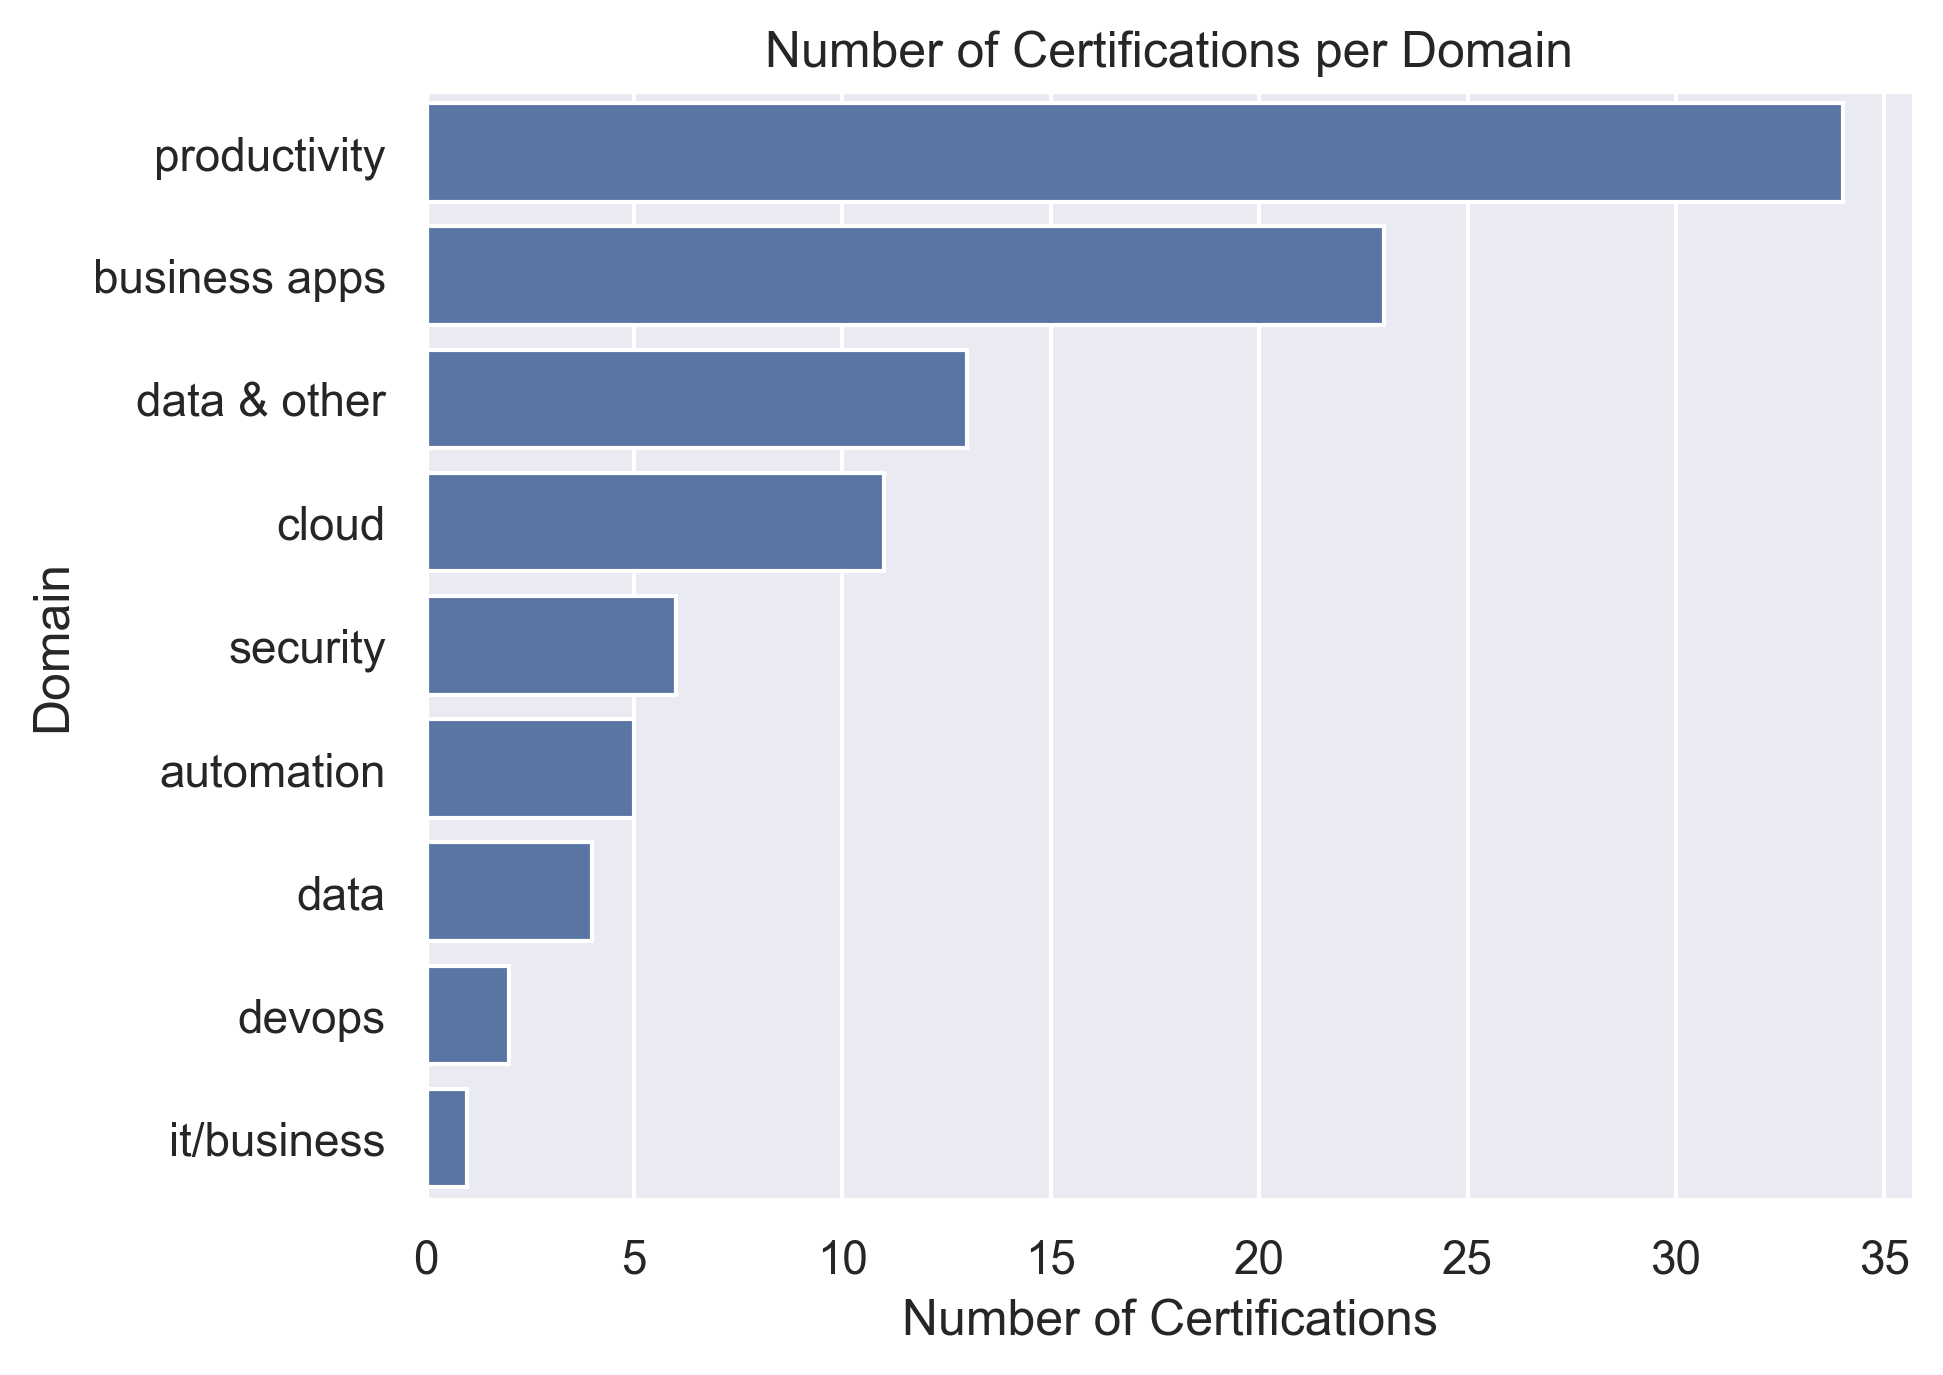 Number of Certifications per Domain
productivity
business apps
data & other
cloud
security
automation
data
devops
it/business
Domain
0 5 10 15 20 25 30 35
Number of Certifications